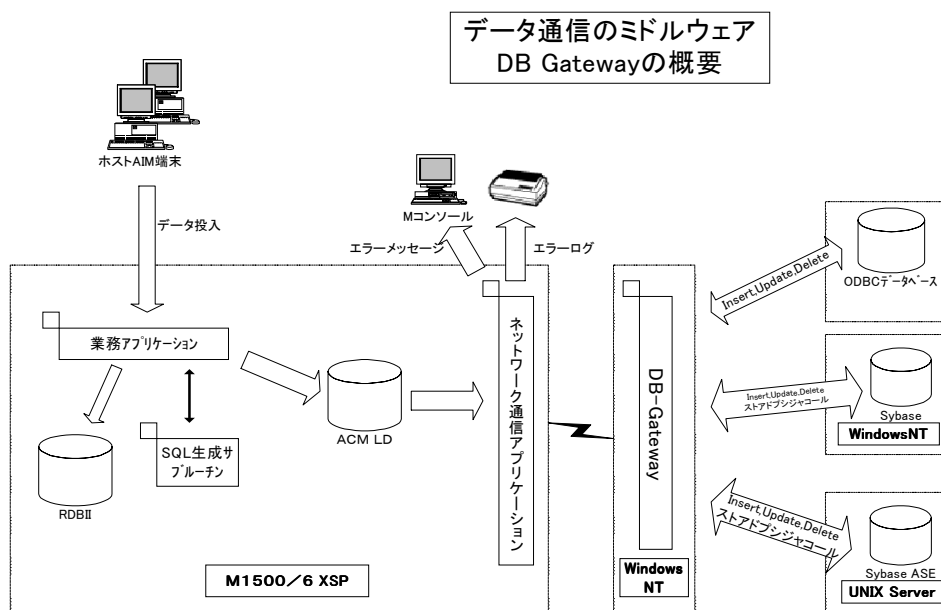 データ通信のミドルウェア
DB Gatewayの概要
ホストAIM端末
データ投入
Mコンソール
エラーメッセージ
エラーログ
業務アプリケーション
SQL生成サ
ブルーチン
RDBII
ACM LD
ネットワーク通信アプリケーション
M1500/6 XSP
DB-Gateway
Windows
NT
Insert,Update,Delete
ODBCデータベース
Insert,Update,Delete
ストアドプシジャコール
Sybase
WindowsNT
Insert,Update,Delete
ストアドプシジャコール
Sybase ASE
UNIX Server